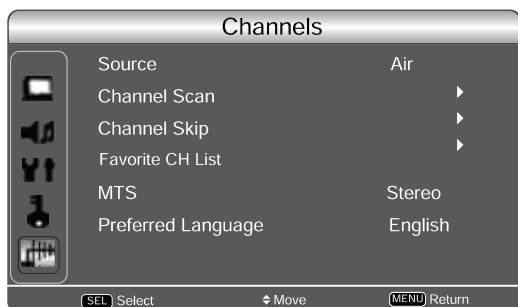 Channels
Source Air
Channel Scan
Channel Skip
Favorite CH List
MTS Stereo
Preferred Language English
SEL Select Move MENU Return